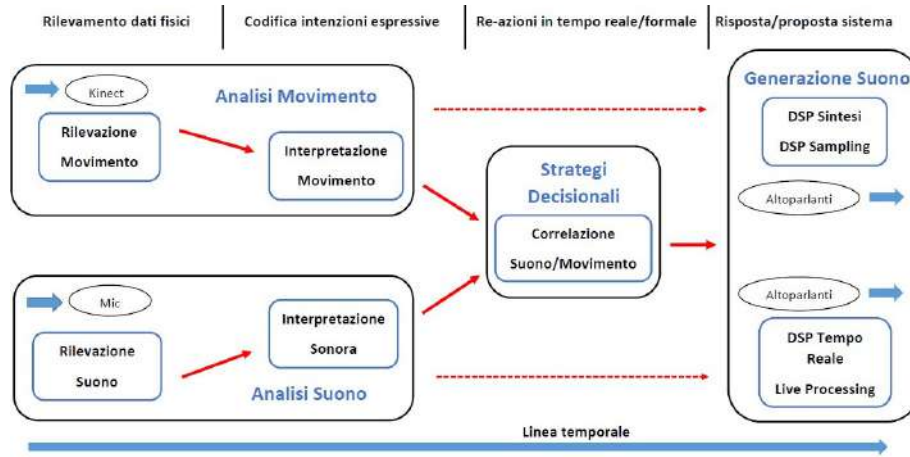 Rilevamento dati fisici
Codifica intenzioni espressive
Re-azioni in tempo reale/formale
Risposta/proposta sistema
Kinect
Analisi Movimento
Rilevazione
Movimento
Interpretazione
Movimento
Mic
Rilevazione
Suono
Interpretazione
Sonora
Analisi Suono
Strategi
Decisionali
Correlazione
Suono/Movimento
Generazione Suono
DSP Sintesi
DSP Sampling
Altoparlanti
Altoparlanti
DSP Tempo
Reale
Live Processing
Linea temporale